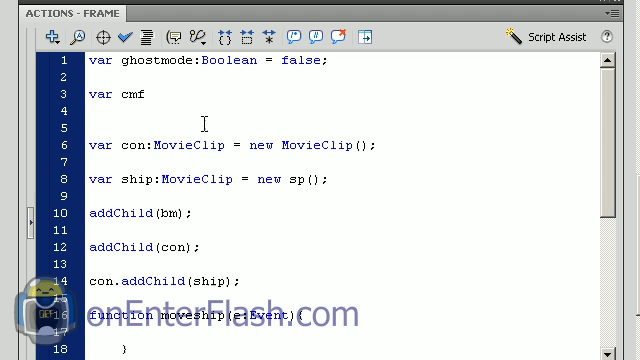 ACTIONS - FRAME
Script Assist
1 var ghostmode:Boolean = false;
2
3 var cmf
4
5
6 var con:MovieClip = new MovieClip();
7
8 var ship:MovieClip = new sp();
9
10 addChild(bm);
11
12 addChild(con);
13
14 con.addChild(ship);
15
16 function moveship(e:Event){
17
18 }
onEnterFlash.com